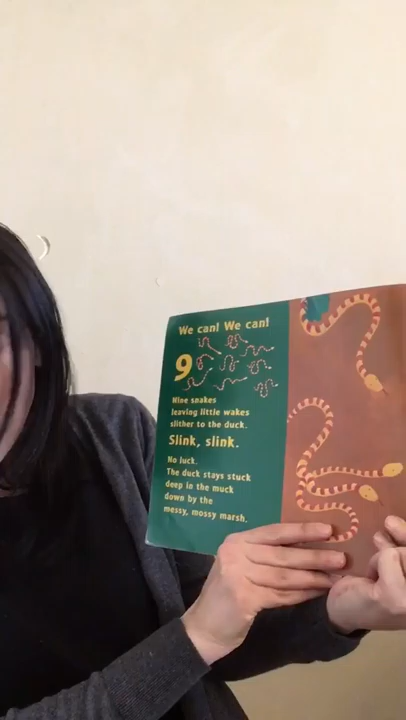 We can! We can!
9
Nine snakes
leaving little wakes
slither to the duck.
Slink, slink.
No luck.
The duck stays stuck
deep in the muck
down by the
messy, mossy marsh.